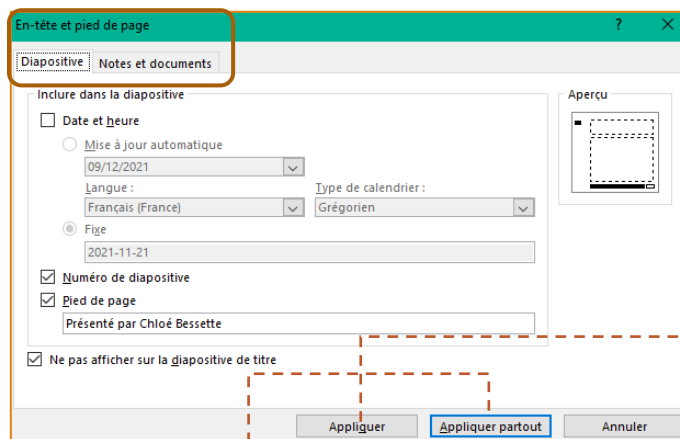 En-tête et pied de page
? ×
Diapositive Notes et documents
Inclure dans la diapositive
Aperçu
Date et heure
Mise à jour automatique
09/12/2021
Langue : Type de calendrier :
Français (France) Grégorien
Fixe
2021-11-21
Numéro de diapositive
Pied de page
Présenté par Chloé Bessette
Ne pas afficher sur la diapositive de titre
Appliquer Appliquer partout Annuler